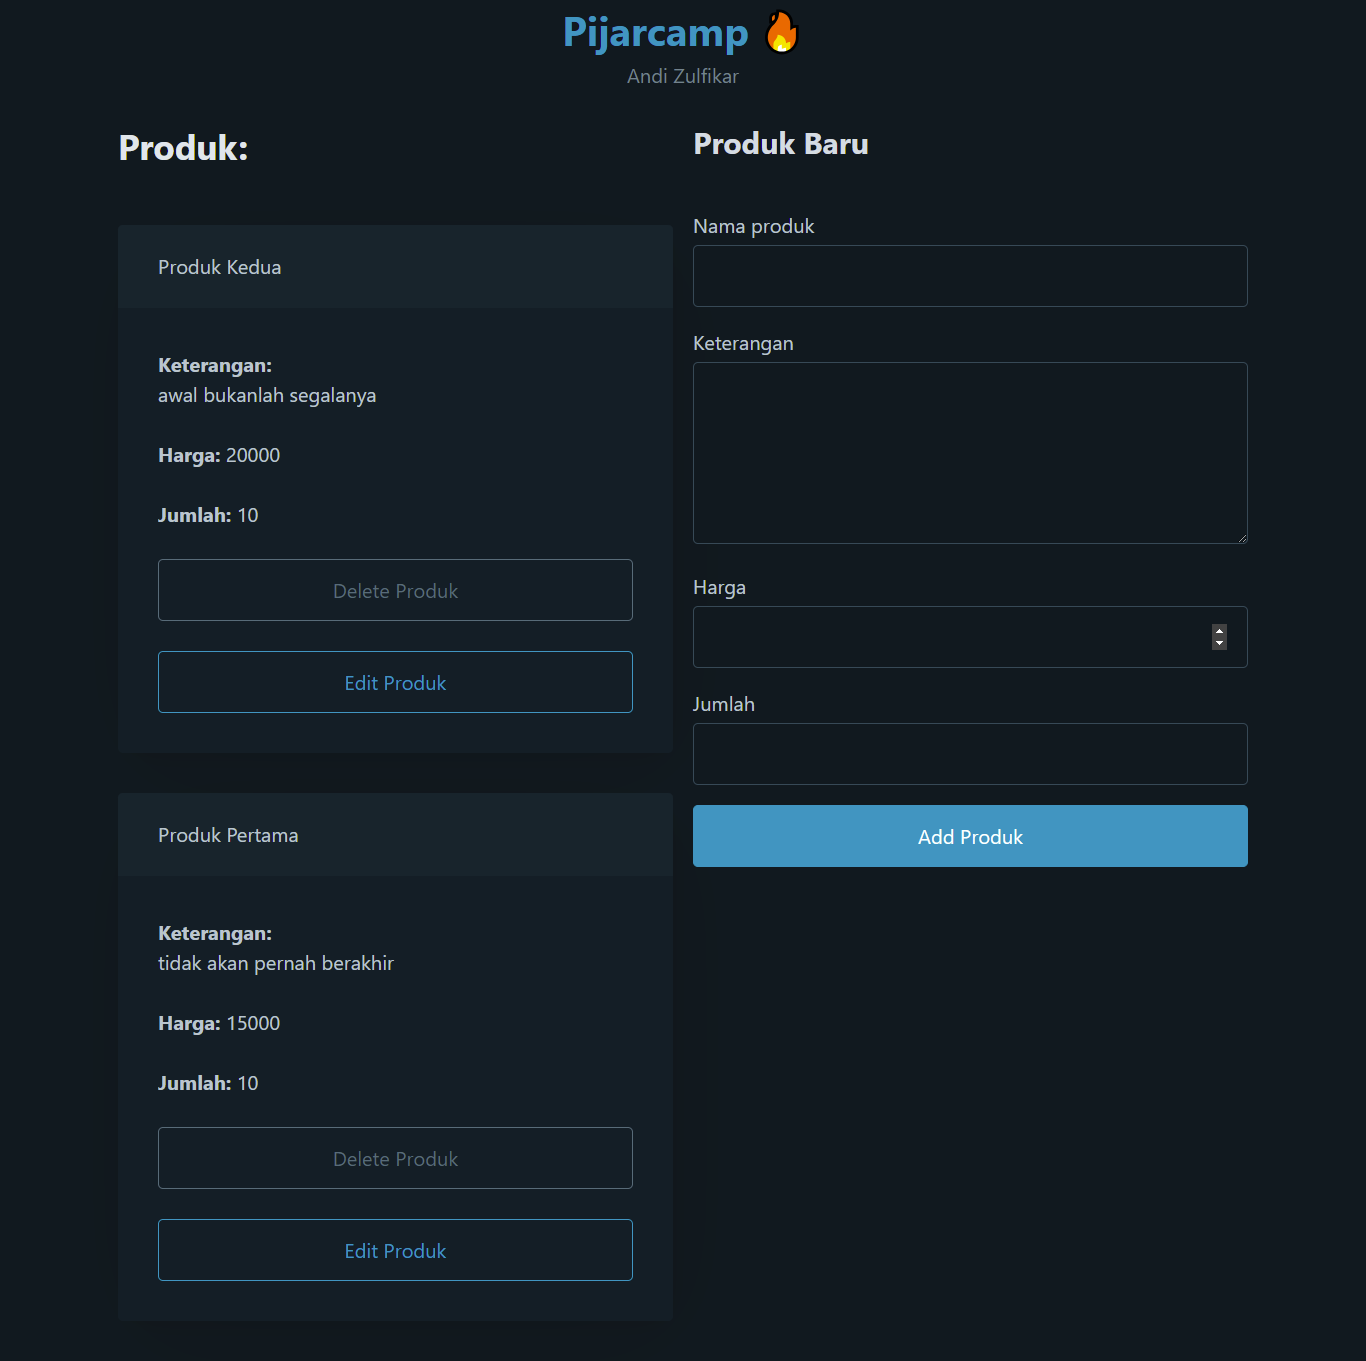 Pijarcamp
Andi Zulfikar
Produk:
Produk Kedua
Keterangan:
awal bukanlah segalanya
Harga: 20000
Jumlah: 10
Delete Produk
Edit Produk
Produk Pertama
Keterangan:
tidak akan pernah berakhir
Harga: 15000
Jumlah: 10
Delete Produk
Edit Produk
Produk Baru
Nama produk
Keterangan
Harga
Jumlah
Add Produk